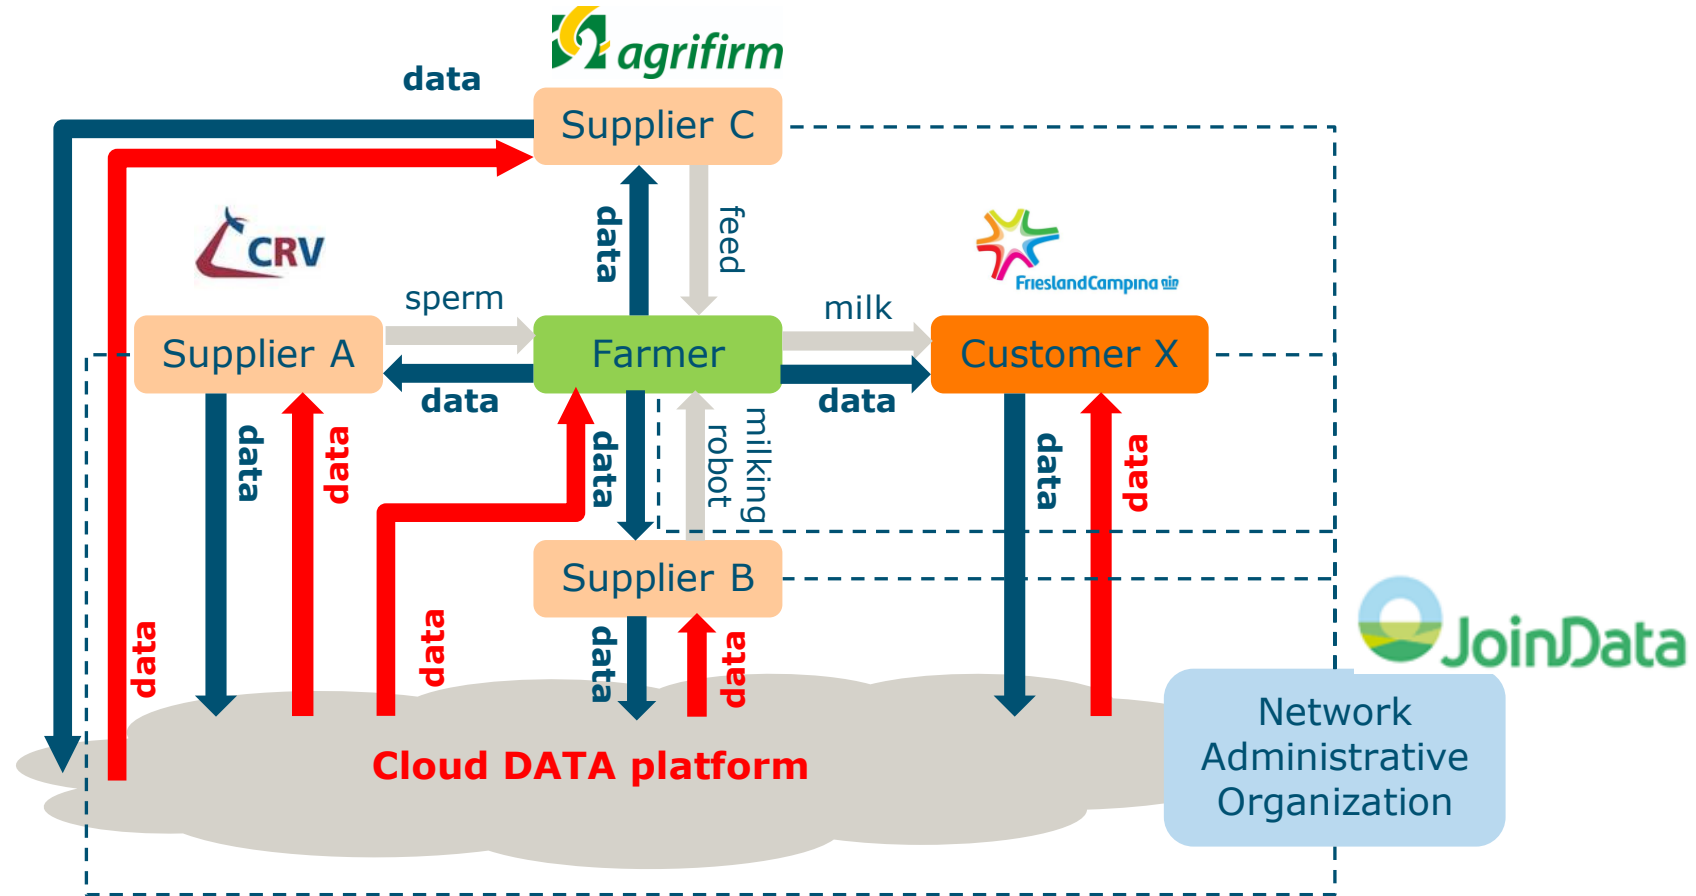 agrifirm
data
Supplier C
data
feed
CRV
FrieslandCampina
sperm
milk
Supplier A
Farmer
Customer X
data
data
data
data
data
milking
robot
data
data
Supplier B
data
data
data
data
JoinData
Network
Administrative
Organization
Cloud DATA platform